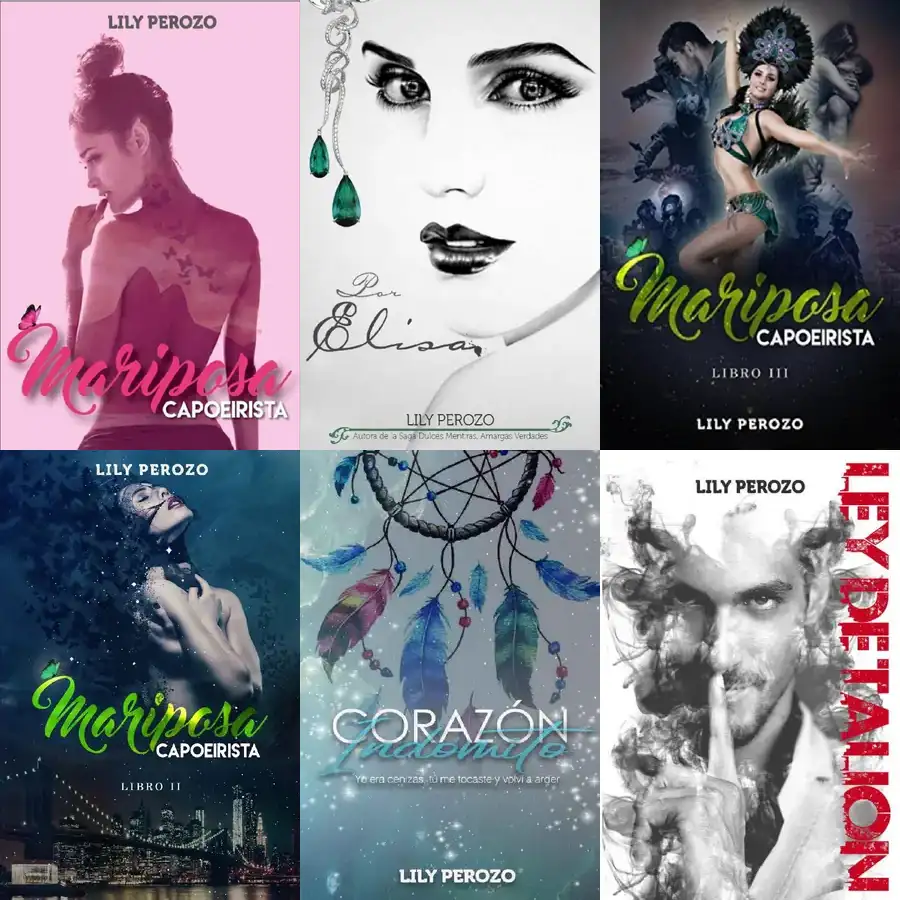 LILY PEROZO
Mariposa
CAPOEIRISTA
Por
Elisa
LILY PEROZO
Autora de la Saga Dulces Mentiras, Amargas Verdades
Mariposa
CAPOEIRISTA
LIBRO III
LILY PEROZO
LILY PEROZO
Mariposa
CAPOEIRISTA
LIBRO II
CORAZÓN
Indómito
Yo era cenizas, tú me tocaste y volví a arder
LILY PEROZO
LILY PEROZO
LEY DE TALIÓN